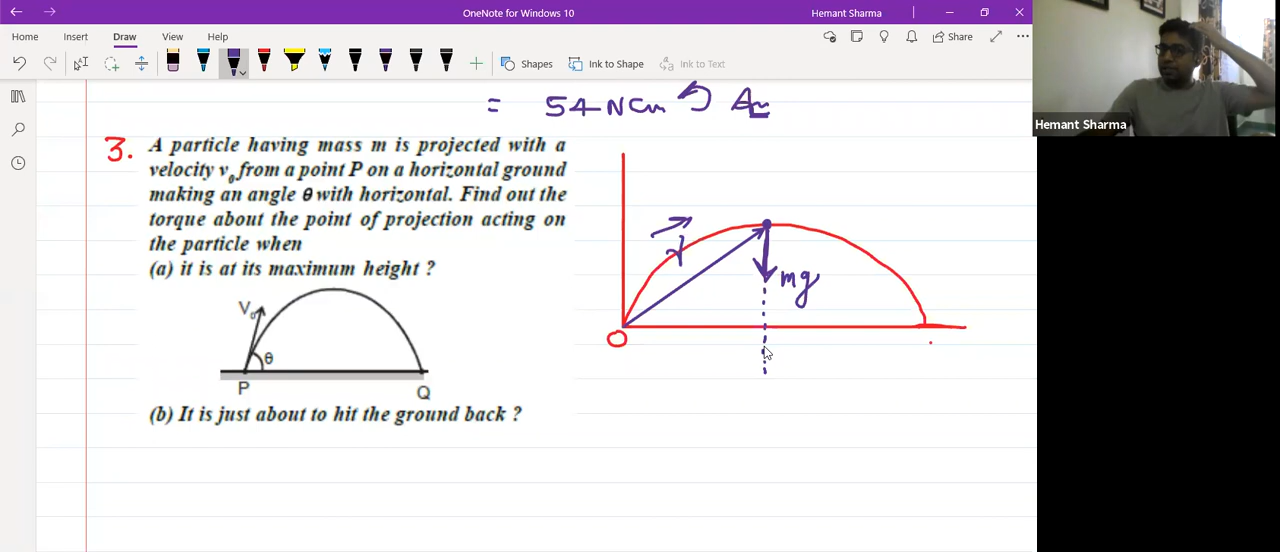 OneNote for Windows 10
Hemant Sharma
Home Insert Draw View Help
Share
Shapes
Ink to Shape
Ink to Text
= 54 N cm
3. A particle having mass m is projected with a
velocity v0 from a point P on a horizontal ground
making an angle θ with horizontal. Find out the
torque about the point of projection acting on
the particle when
(a) it is at its maximum height ?
V0
θ
P
Q
(b) It is just about to hit the ground back ?
mg
O
Hemant Sharma